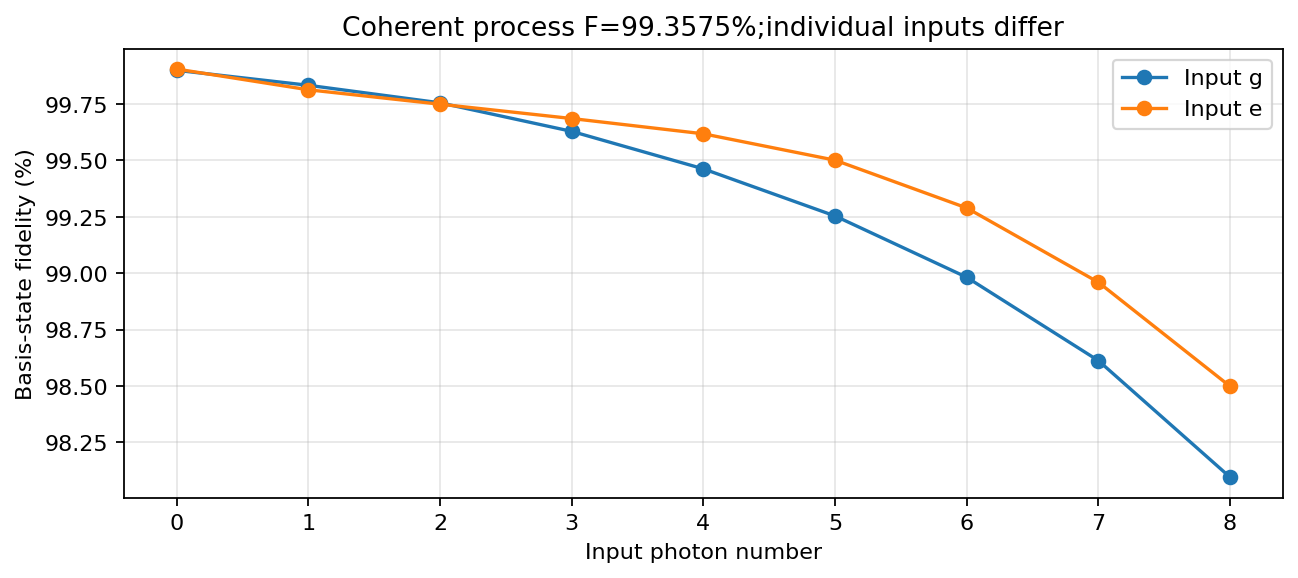 Coherent process F=99.3575%;individual inputs differ
Input g
Input e
Basis-state fidelity (%)
99.75
99.50
99.25
99.00
98.75
98.50
98.25
0 1 2 3 4 5 6 7 8
Input photon number